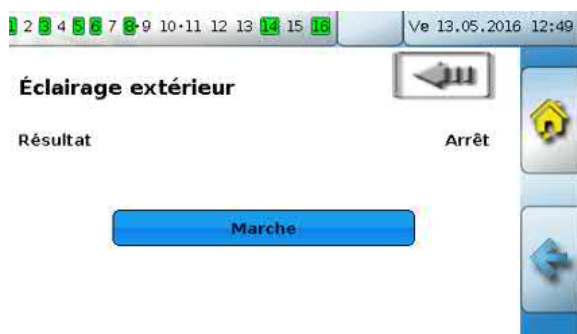 1 2 3 4 5 6 7 8·9 10·11 12 13 14 15 16 Ve 13.05.2016 12:49
Éclairage extérieur
Résultat Arrêt
Marche